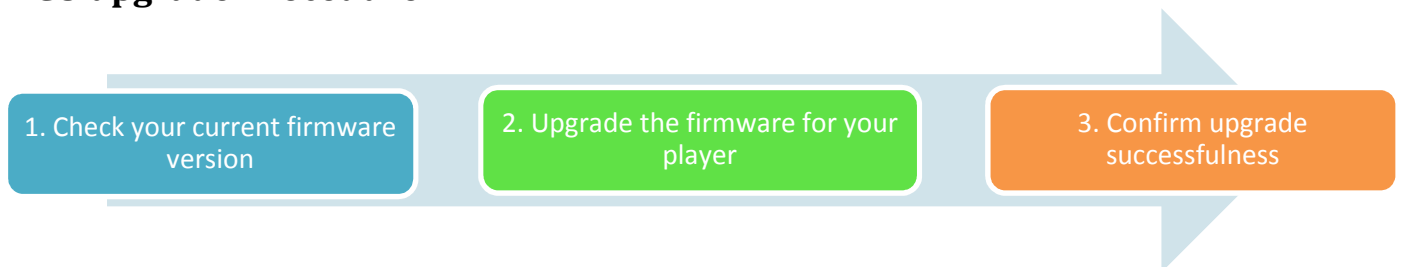 1. Check your current firmware
version
2. Upgrade the firmware for your
player
3. Confirm upgrade
successfulness